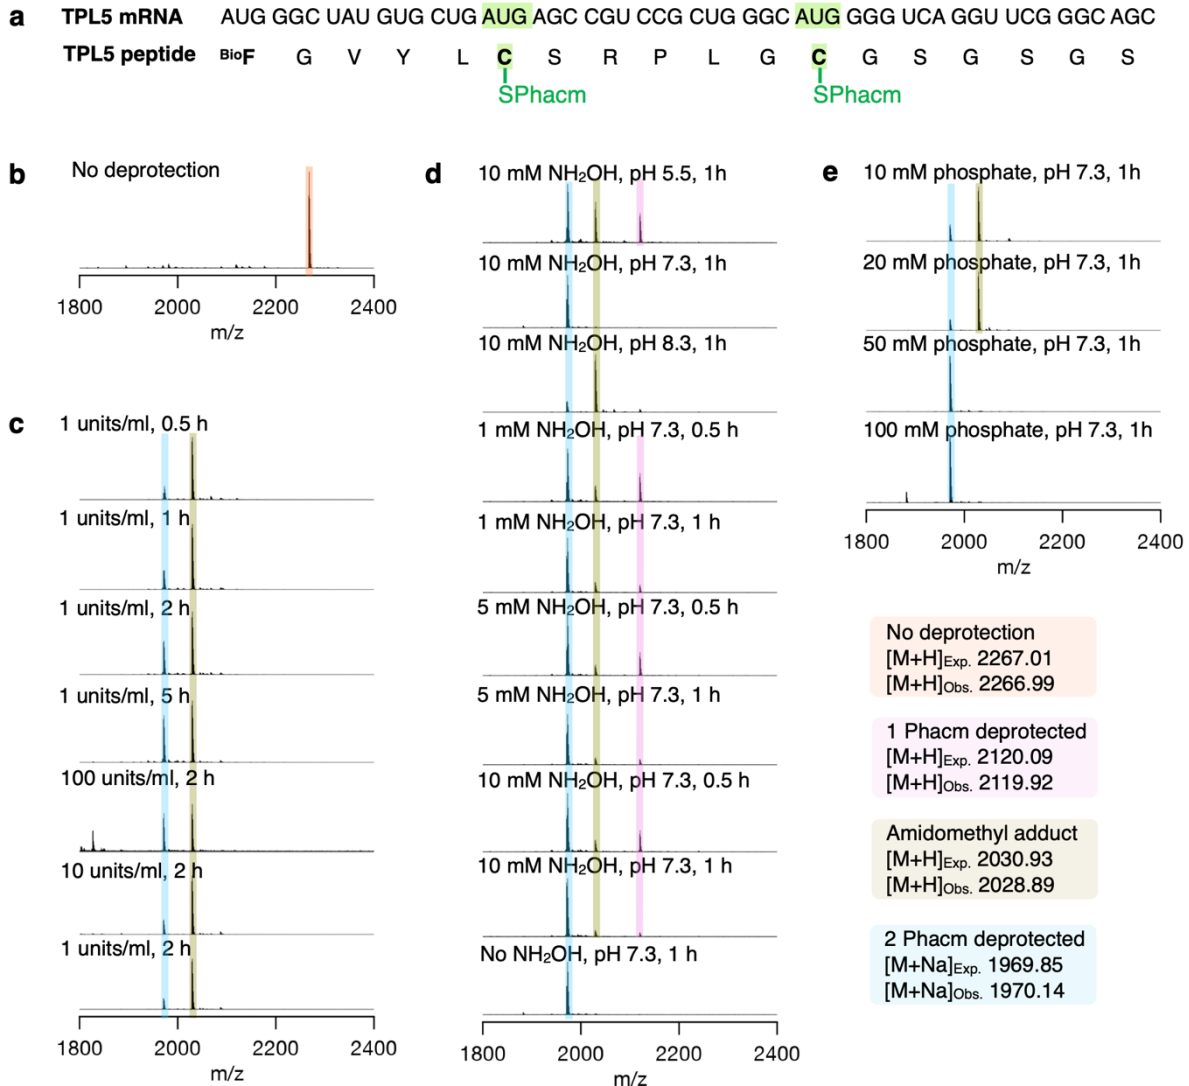 a TPL5 mRNA AUG GGC UAU GUG CUG AUG AGC CGU CCG CUG GGC AUG GGG UCA GGU UCG GGC AGC
TPL5 peptide BioF G V Y L C S R P L G C G S G S G S
SPhacm SPhacm
b No deprotection
1800 2000 2200 2400
m/z
c 1 units/ml, 0.5 h
1 units/ml, 1 h
1 units/ml, 2 h
1 units/ml, 5 h
100 units/ml, 2 h
10 units/ml, 2 h
1 units/ml, 2 h
1800 2000 2200 2400
m/z
d 10 mM NH2OH, pH 5.5, 1h
10 mM NH2OH, pH 7.3, 1h
10 mM NH2OH, pH 8.3, 1h
1 mM NH2OH, pH 7.3, 0.5 h
1 mM NH2OH, pH 7.3, 1 h
5 mM NH2OH, pH 7.3, 0.5 h
5 mM NH2OH, pH 7.3, 1 h
10 mM NH2OH, pH 7.3, 0.5 h
10 mM NH2OH, pH 7.3, 1 h
No NH2OH, pH 7.3, 1 h
1800 2000 2200 2400
m/z
e 10 mM phosphate, pH 7.3, 1h
20 mM phosphate, pH 7.3, 1h
50 mM phosphate, pH 7.3, 1h
100 mM phosphate, pH 7.3, 1h
1800 2000 2200 2400
m/z
No deprotection
[M+H]Exp. 2267.01
[M+H]Obs. 2266.99
1 Phacm deprotected
[M+H]Exp. 2120.09
[M+H]Obs. 2119.92
Amidomethyl adduct
[M+H]Exp. 2030.93
[M+H]Obs. 2028.89
2 Phacm deprotected
[M+Na]Exp. 1969.85
[M+Na]Obs. 1970.14